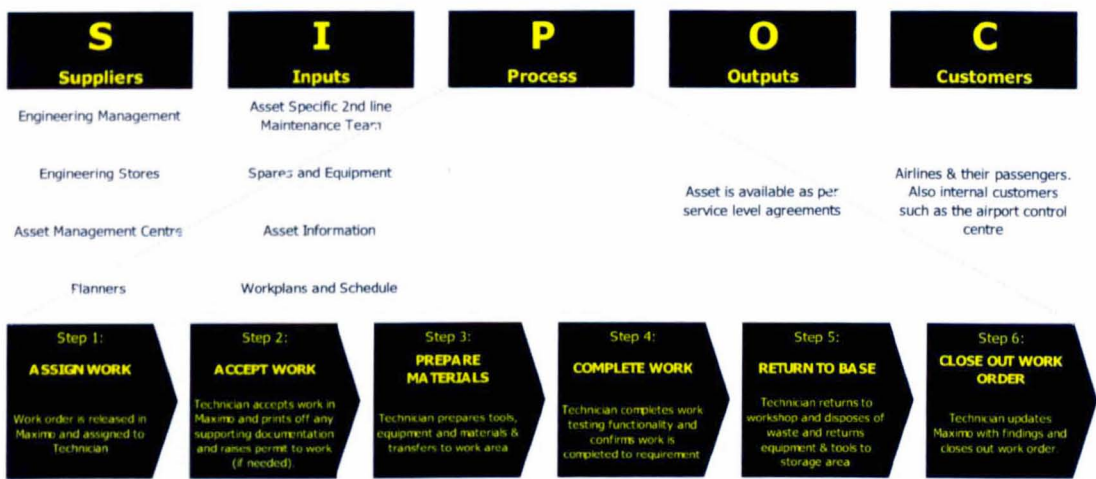 S
Suppliers
I
Inputs
P
Process
O
Outputs
C
Customers
Engineering Management
Engineering Stores
Asset Management Centre
Planners
Asset Specific 2nd line
Maintenance Team
Spares and Equipment
Asset Information
Workplans and Schedule
Asset is available as per
service level agreements
Airlines & their passengers.
Also internal customers
such as the airport control
centre
Step 1:
ASSIGN WORK
Work order is released in
Maximo and assigned to
Technician
Step 2:
ACCEPT WORK
Technician accepts work in
Maximo and prints off any
supporting documentation
and raises permit to work
(if needed).
Step 3:
PREPARE
MATERIALS
Technician prepares tools,
equipment and materials &
transfers to work area
Step 4:
COMPLETE WORK
Technician completes work
testing functionality and
confirms work is
completed to requirement
Step 5:
RETURN TO BASE
Technician returns to
workshop and disposes of
waste and returns
equipment & tools to
storage area
Step 6:
CLOSE OUT WORK
ORDER
Technician updates
Maximo with findings and
closes out work order.